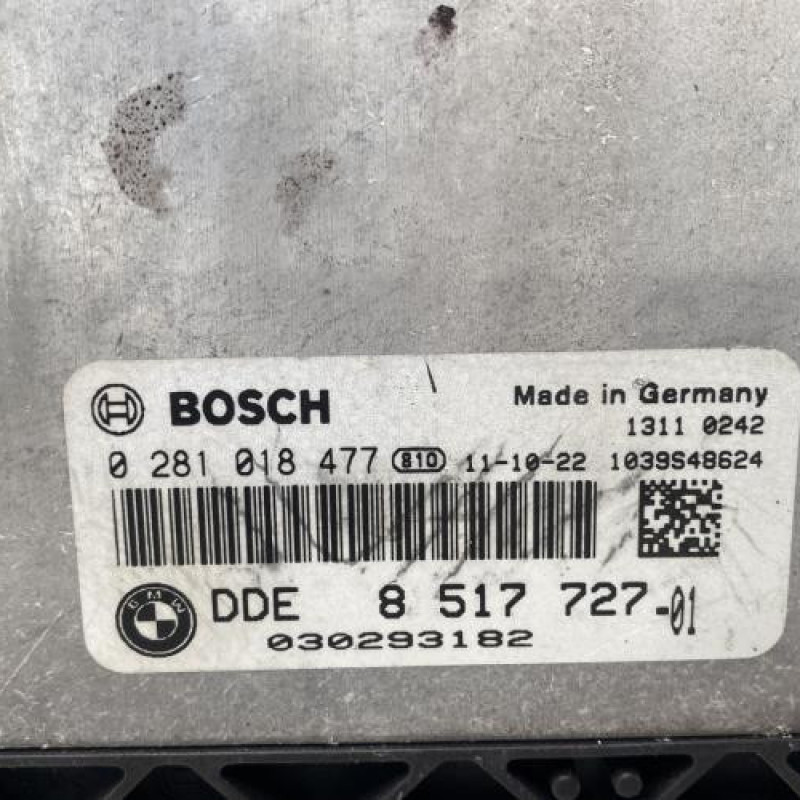 BOSCH Made in Germany
1311 0242
0 281 018 477 810 11-10-22 1039S48624
BMW DDE 8 517 727-01
030293182